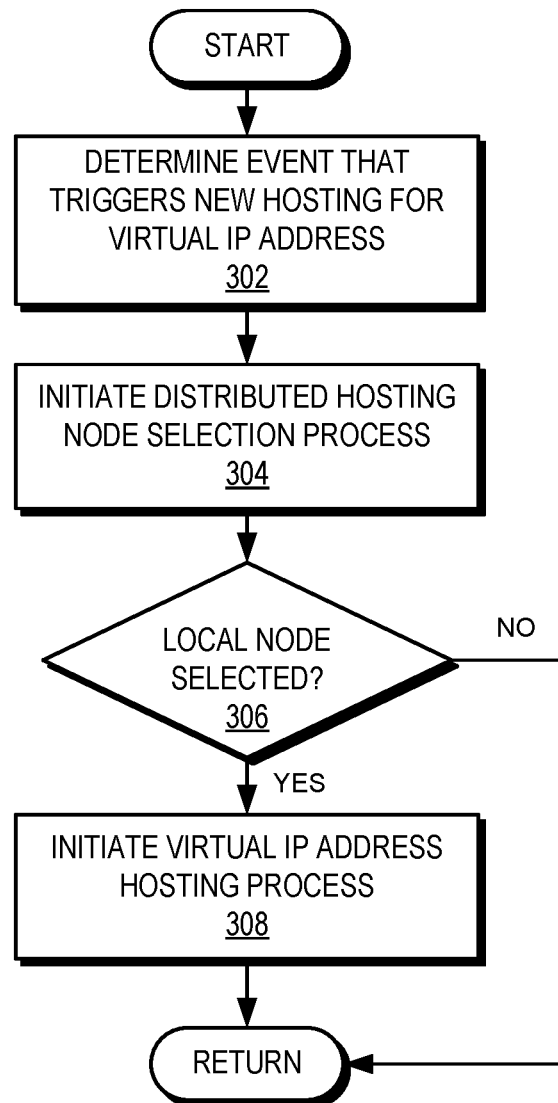 START
DETERMINE EVENT THAT
TRIGGERS NEW HOSTING FOR
VIRTUAL IP ADDRESS
302
INITIATE DISTRIBUTED HOSTING
NODE SELECTION PROCESS
304
LOCAL NODE
SELECTED?
306
NO
YES
INITIATE VIRTUAL IP ADDRESS
HOSTING PROCESS
308
RETURN